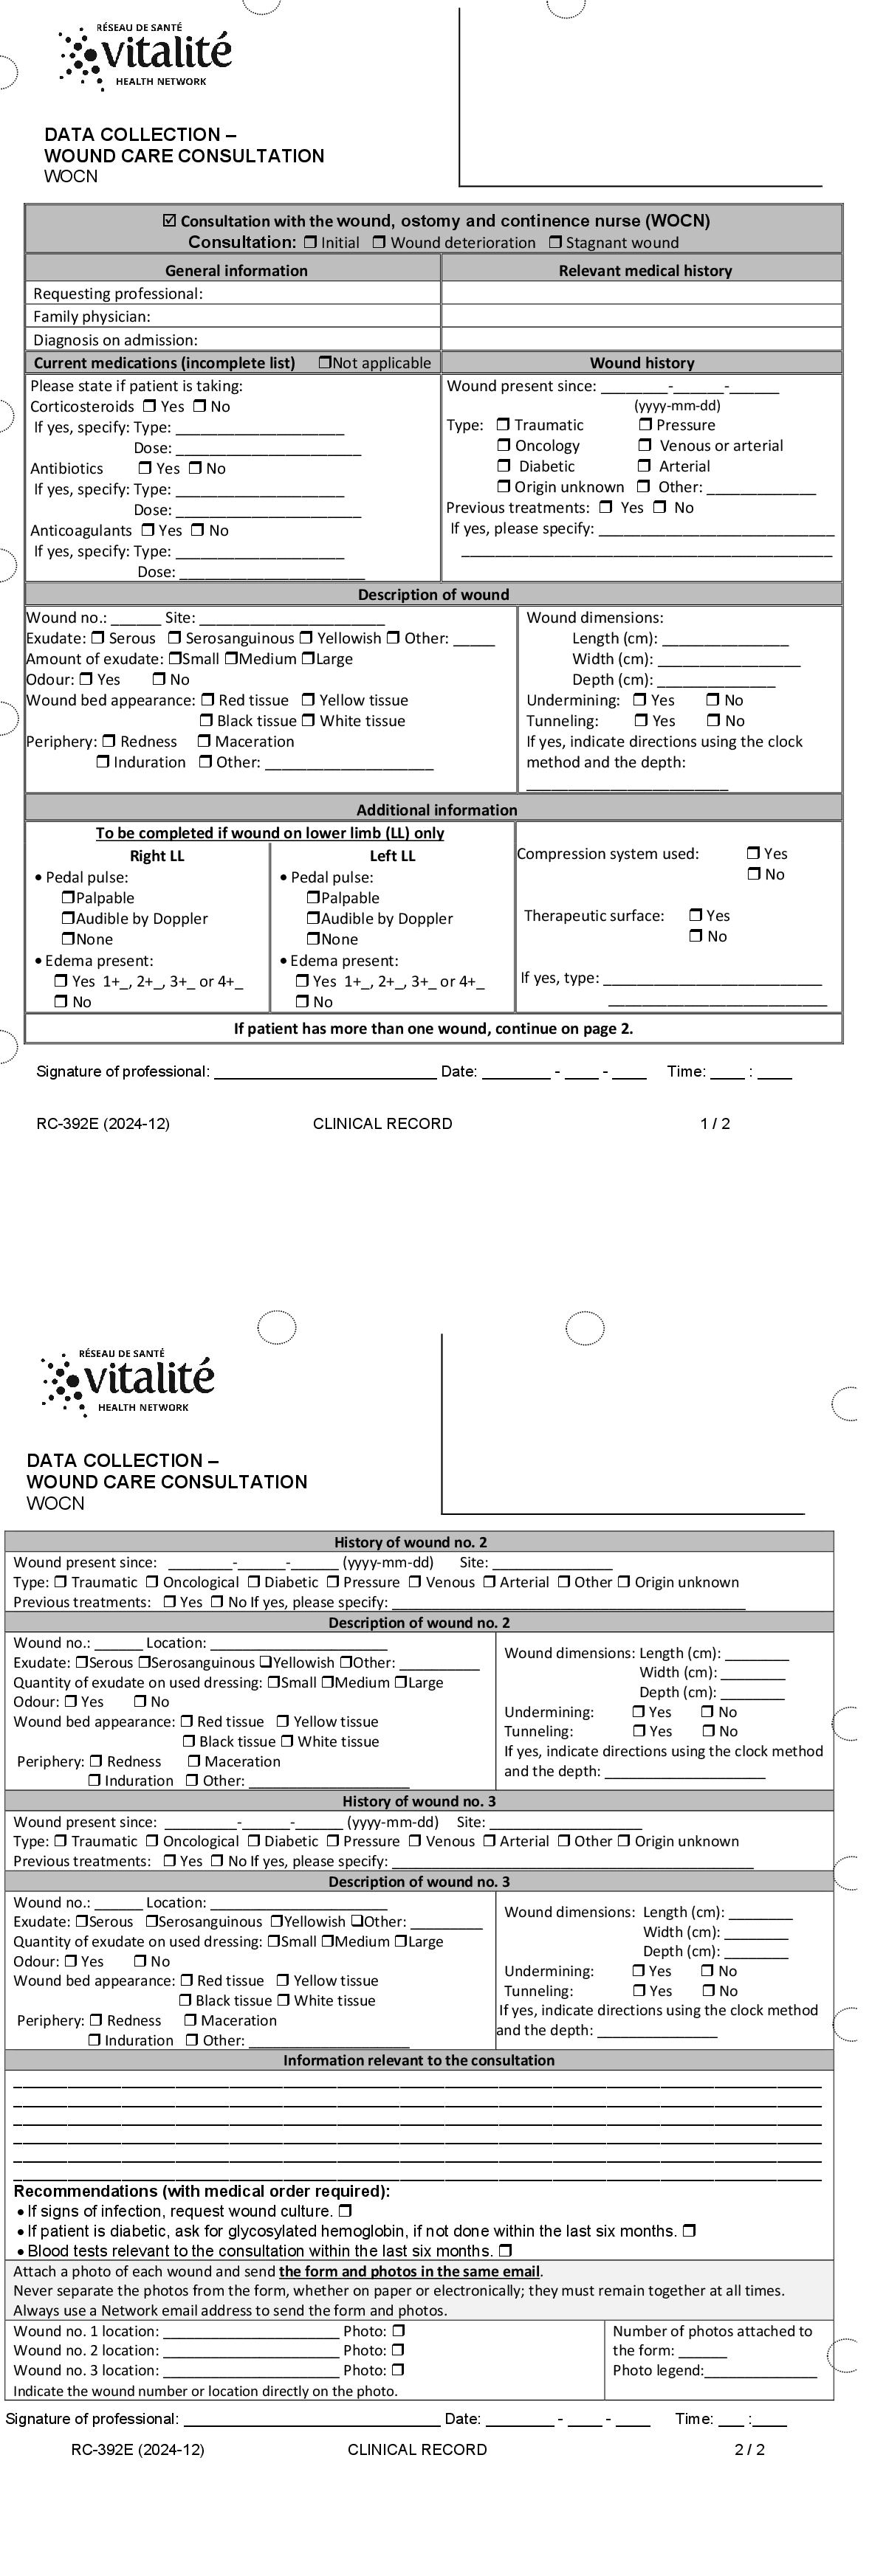 RÉSEAU DE SANTÉ
vitalité
HEALTH NETWORK
DATA COLLECTION –
WOUND CARE CONSULTATION
WOCN
☑ Consultation with the wound, ostomy and continence nurse (WOCN)
Consultation: ❒ Initial ❒ Wound deterioration ❒ Stagnant wound
General information Relevant medical history
Requesting professional:
Family physician:
Diagnosis on admission:
Current medications (incomplete list) ❒Not applicable Wound history
Please state if patient is taking:
Corticosteroids ❒ Yes ❒ No
If yes, specify: Type: ____________________
Dose: ______________________
Antibiotics ❒ Yes ❒ No
If yes, specify: Type: ____________________
Dose: ______________________
Anticoagulants ❒ Yes ❒ No
If yes, specify: Type: ____________________
Dose: ______________________
Wound present since: ________-______-______
(yyyy-mm-dd)
Type: ❒ Traumatic ❒ Pressure
❒ Oncology ❒ Venous or arterial
❒ Diabetic ❒ Arterial
❒ Origin unknown ❒ Other: _____________
Previous treatments: ❒ Yes ❒ No
If yes, please specify: ____________________________
____________________________________________
Description of wound
Wound no.: ______ Site: ______________________
Exudate: ❒ Serous ❒ Serosanguinous ❒ Yellowish ❒ Other: _____
Amount of exudate: ❒Small ❒Medium ❒Large
Odour: ❒ Yes ❒ No
Wound bed appearance: ❒ Red tissue ❒ Yellow tissue
❒ Black tissue ❒ White tissue
Periphery: ❒ Redness ❒ Maceration
❒ Induration ❒ Other: ____________________
Wound dimensions:
Length (cm): _______________
Width (cm): _________________
Depth (cm): ______________
Undermining: ❒ Yes ❒ No
Tunneling: ❒ Yes ❒ No
If yes, indicate directions using the clock
method and the depth:
________________________
Additional information
To be completed if wound on lower limb (LL) only
Right LL
• Pedal pulse:
❒Palpable
❒Audible by Doppler
❒None
• Edema present:
❒ Yes 1+_, 2+_, 3+_ or 4+_
❒ No
Left LL
• Pedal pulse:
❒Palpable
❒Audible by Doppler
❒None
• Edema present:
❒ Yes 1+_, 2+_, 3+_ or 4+_
❒ No
Compression system used: ❒ Yes
❒ No
Therapeutic surface: ❒ Yes
❒ No
If yes, type: __________________________
__________________________
If patient has more than one wound, continue on page 2.
Signature of professional: ________________________ Date: ________ - ____ - ____ Time: ____ : ____
RC-392E (2024-12) CLINICAL RECORD 1 / 2
RÉSEAU DE SANTÉ
vitalité
HEALTH NETWORK
DATA COLLECTION –
WOUND CARE CONSULTATION
WOCN
History of wound no. 2
Wound present since: ________-______-______ (yyyy-mm-dd) Site: _______________
Type: ❒ Traumatic ❒ Oncological ❒ Diabetic ❒ Pressure ❒ Venous ❒ Arterial ❒ Other ❒ Origin unknown
Previous treatments: ❒ Yes ❒ No If yes, please specify: ____________________________________________
Description of wound no. 2
Wound no.: ______ Location: ______________________
Exudate: ❒Serous ❒Serosanguinous ❒Yellowish ❒Other: __________
Quantity of exudate on used dressing: ❒Small ❒Medium ❒Large
Odour: ❒ Yes ❒ No
Wound bed appearance: ❒ Red tissue ❒ Yellow tissue
❒ Black tissue ❒ White tissue
Periphery: ❒ Redness ❒ Maceration
❒ Induration ❒ Other: ____________________
Wound dimensions: Length (cm): ________
Width (cm): ________
Depth (cm): ________
Undermining: ❒ Yes ❒ No
Tunneling: ❒ Yes ❒ No
If yes, indicate directions using the clock method
and the depth: ____________________
History of wound no. 3
Wound present since: _________-______-______ (yyyy-mm-dd) Site: ___________________
Type: ❒ Traumatic ❒ Oncological ❒ Diabetic ❒ Pressure ❒ Venous ❒ Arterial ❒ Other ❒ Origin unknown
Previous treatments: ❒ Yes ❒ No If yes, please specify: _____________________________________________
Description of wound no. 3
Wound no.: ______ Location: ______________________
Exudate: ❒Serous ❒Serosanguinous ❒Yellowish ❒Other: _________
Quantity of exudate on used dressing: ❒Small ❒Medium ❒Large
Odour: ❒ Yes ❒ No
Wound bed appearance: ❒ Red tissue ❒ Yellow tissue
❒ Black tissue ❒ White tissue
Periphery: ❒ Redness ❒ Maceration
❒ Induration ❒ Other: ____________________
Wound dimensions: Length (cm): ________
Width (cm): ________
Depth (cm): ________
Undermining: ❒ Yes ❒ No
Tunneling: ❒ Yes ❒ No
If yes, indicate directions using the clock method
and the depth: _______________
Information relevant to the consultation
Recommendations (with medical order required):
• If signs of infection, request wound culture. ❒
• If patient is diabetic, ask for glycosylated hemoglobin, if not done within the last six months. ❒
• Blood tests relevant to the consultation within the last six months. ❒
Attach a photo of each wound and send the form and photos in the same email.
Never separate the photos from the form, whether on paper or electronically; they must remain together at all times.
Always use a Network email address to send the form and photos.
Wound no. 1 location: ______________________ Photo: ❒
Wound no. 2 location: ______________________ Photo: ❒
Wound no. 3 location: ______________________ Photo: ❒
Indicate the wound number or location directly on the photo.
Number of photos attached to
the form: ______
Photo legend:______________
Signature of professional: ____________________________ Date: ________ - ____ - ____ Time: ___ :____
RC-392E (2024-12) CLINICAL RECORD 2 / 2